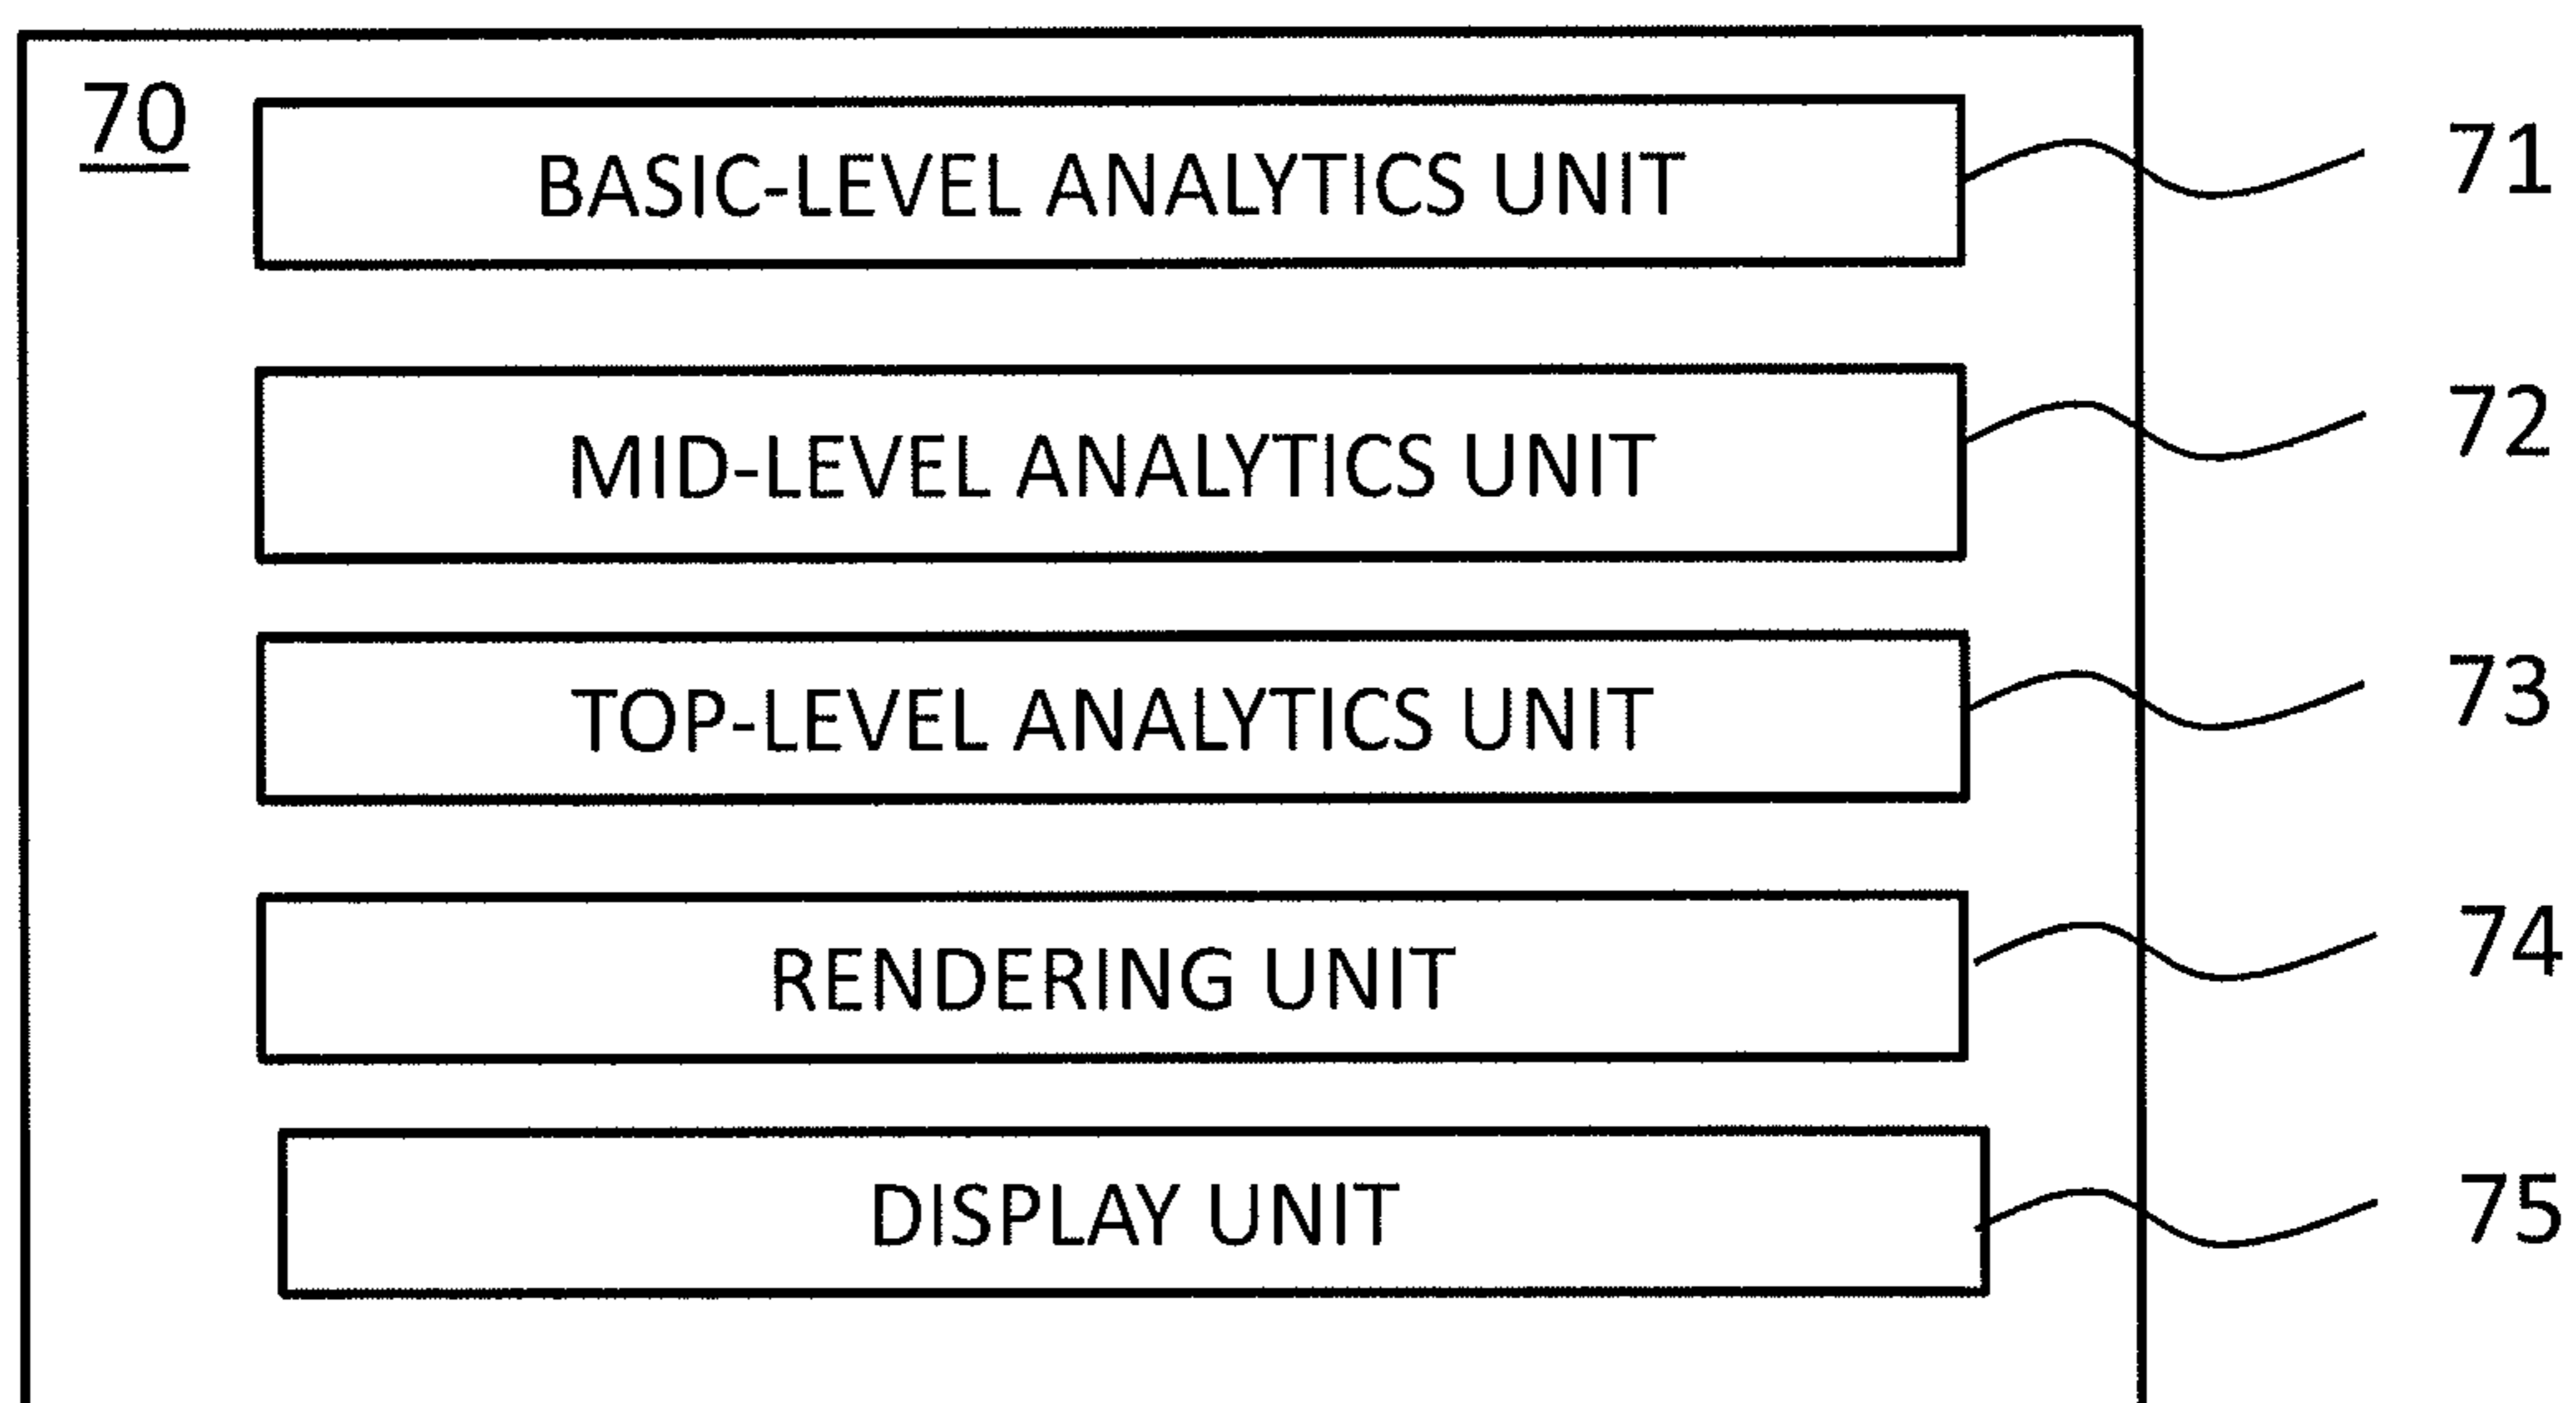 70
BASIC-LEVEL ANALYTICS UNIT 71
MID-LEVEL ANALYTICS UNIT 72
TOP-LEVEL ANALYTICS UNIT 73
RENDERING UNIT 74
DISPLAY UNIT 75